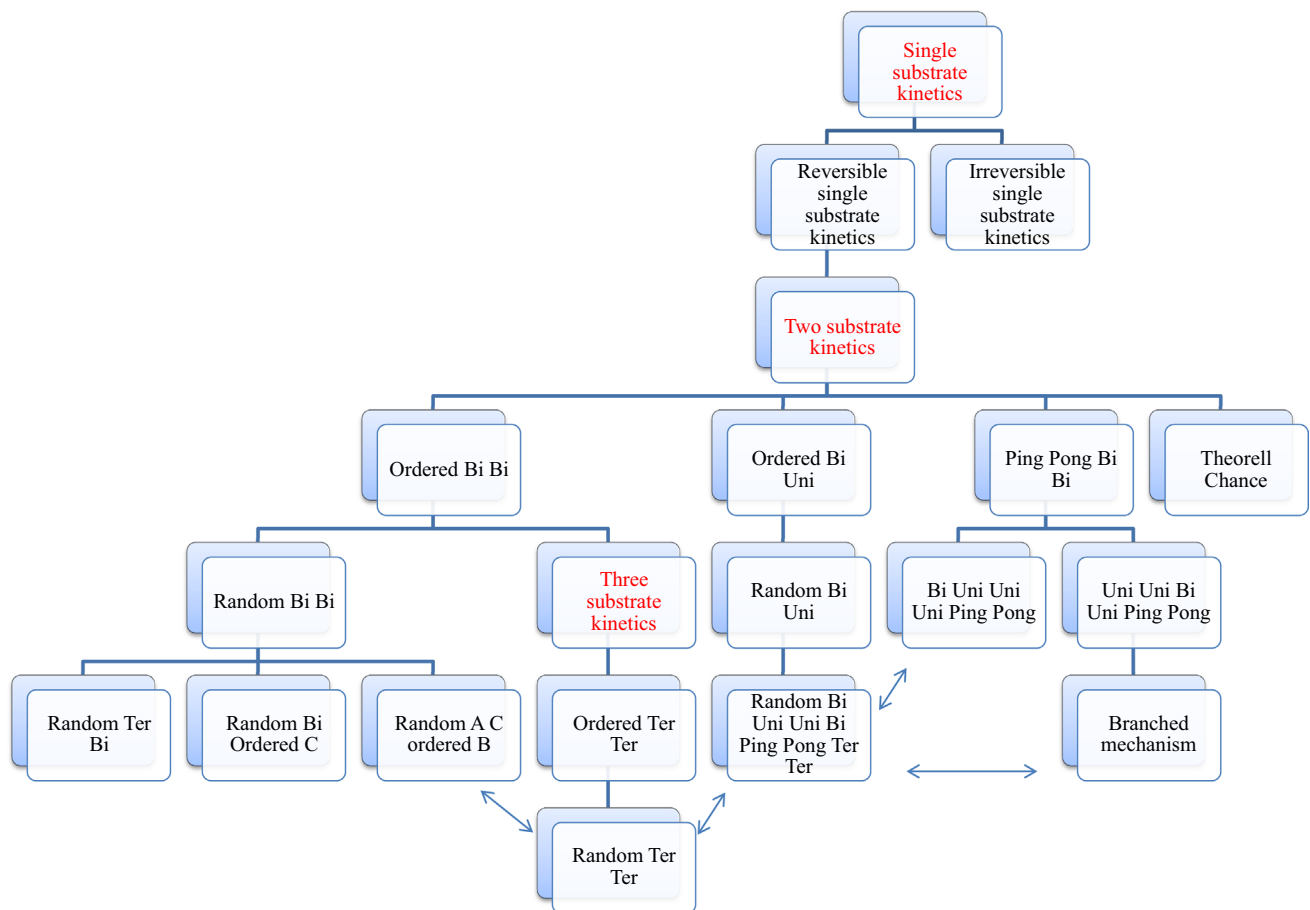 Single
substrate
kinetics
Reversible
single
substrate
kinetics
Irreversible
single
substrate
kinetics
Two substrate
kinetics
Ordered Bi Bi
Ordered Bi
Uni
Ping Pong Bi
Bi
Theorell
Chance
Random Bi Bi
Three
substrate
kinetics
Random Bi
Uni
Bi Uni Uni
Uni Ping Pong
Uni Uni Bi
Uni Ping Pong
Random Ter
Bi
Random Bi
Ordered C
Random A C
ordered B
Ordered Ter
Ter
Random Bi
Uni Uni Bi
Ping Pong Ter
Ter
Branched
mechanism
Random Ter
Ter